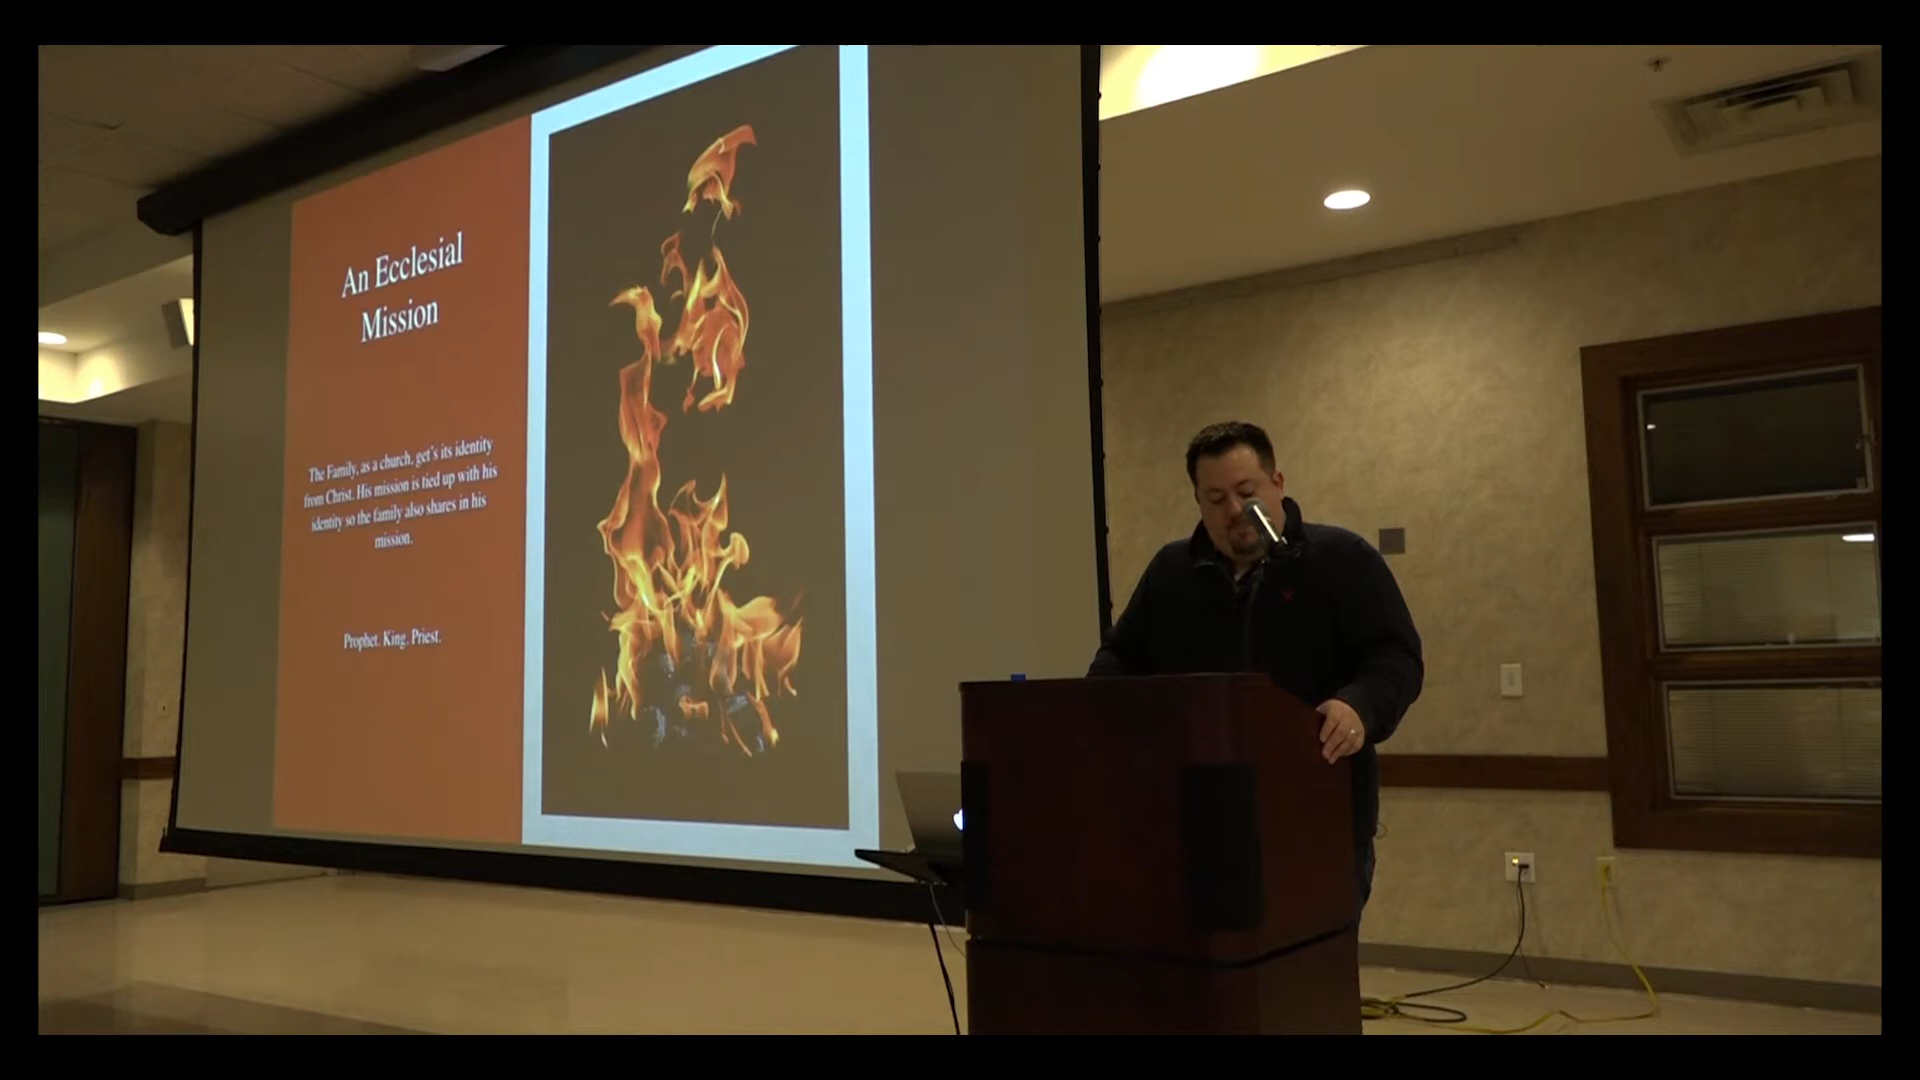 An Ecclesial
Mission
The Family, as a church, get's its identity
from Christ. His mission is tied up with his
identity so the family also shares in his
mission.
Prophet. King. Priest.